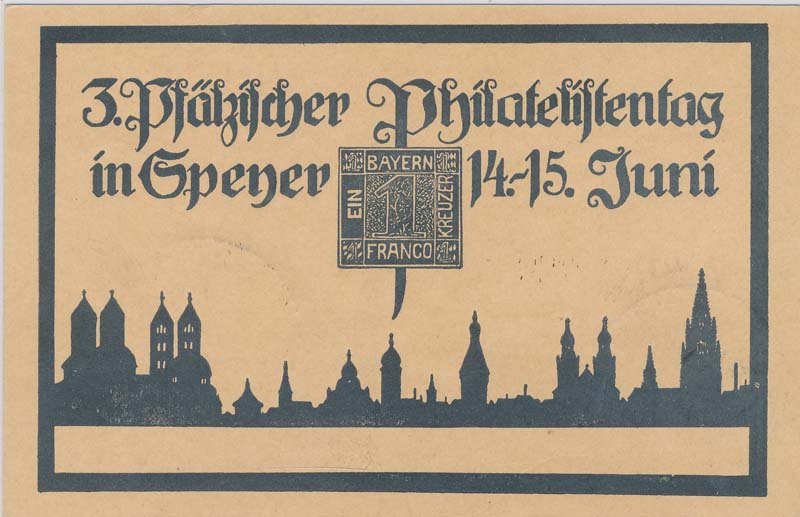 3. Pfälzischer Philatelistentag
in Speyer 14.-15. Juni
BAYERN
EIN
1
KREUZER
FRANCO